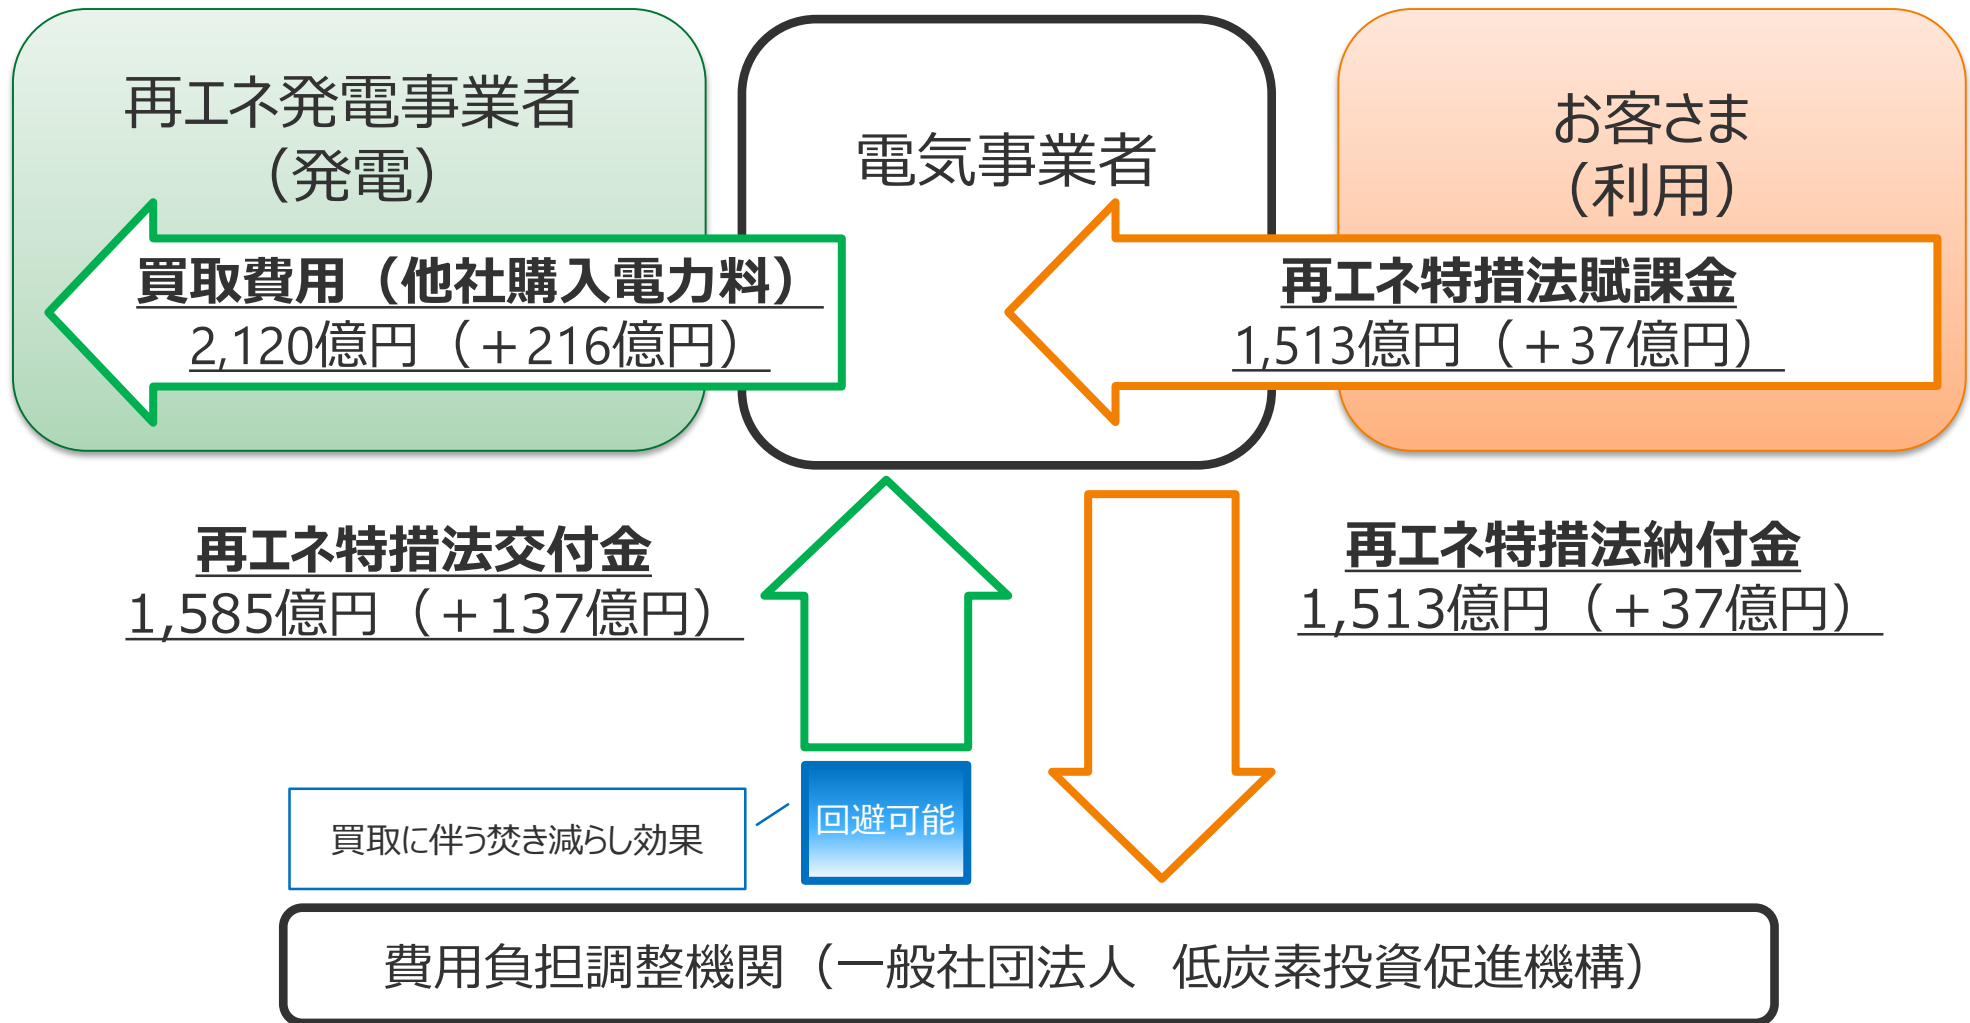 再エネ発電事業者
（発電）
電気事業者
お客さま
（利用）
買取費用（他社購入電力料）
2,120億円（＋216億円）
再エネ特措法賦課金
1,513億円（＋37億円）
再エネ特措法交付金
1,585億円（＋137億円）
再エネ特措法納付金
1,513億円（＋37億円）
回避可能
買取に伴う焚き減らし効果
費用負担調整機関（一般社団法人　低炭素投資促進機構）